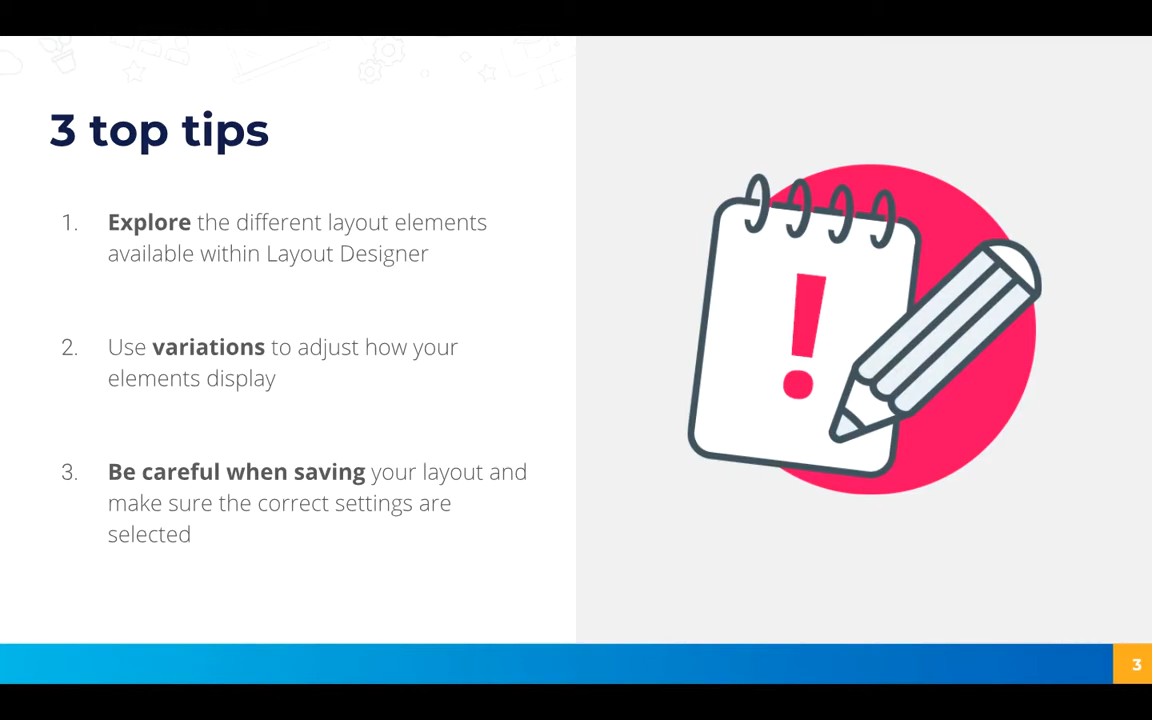 3 top tips
1. Explore the different layout elements
available within Layout Designer
2. Use variations to adjust how your
elements display
3. Be careful when saving your layout and
make sure the correct settings are
selected
!
3